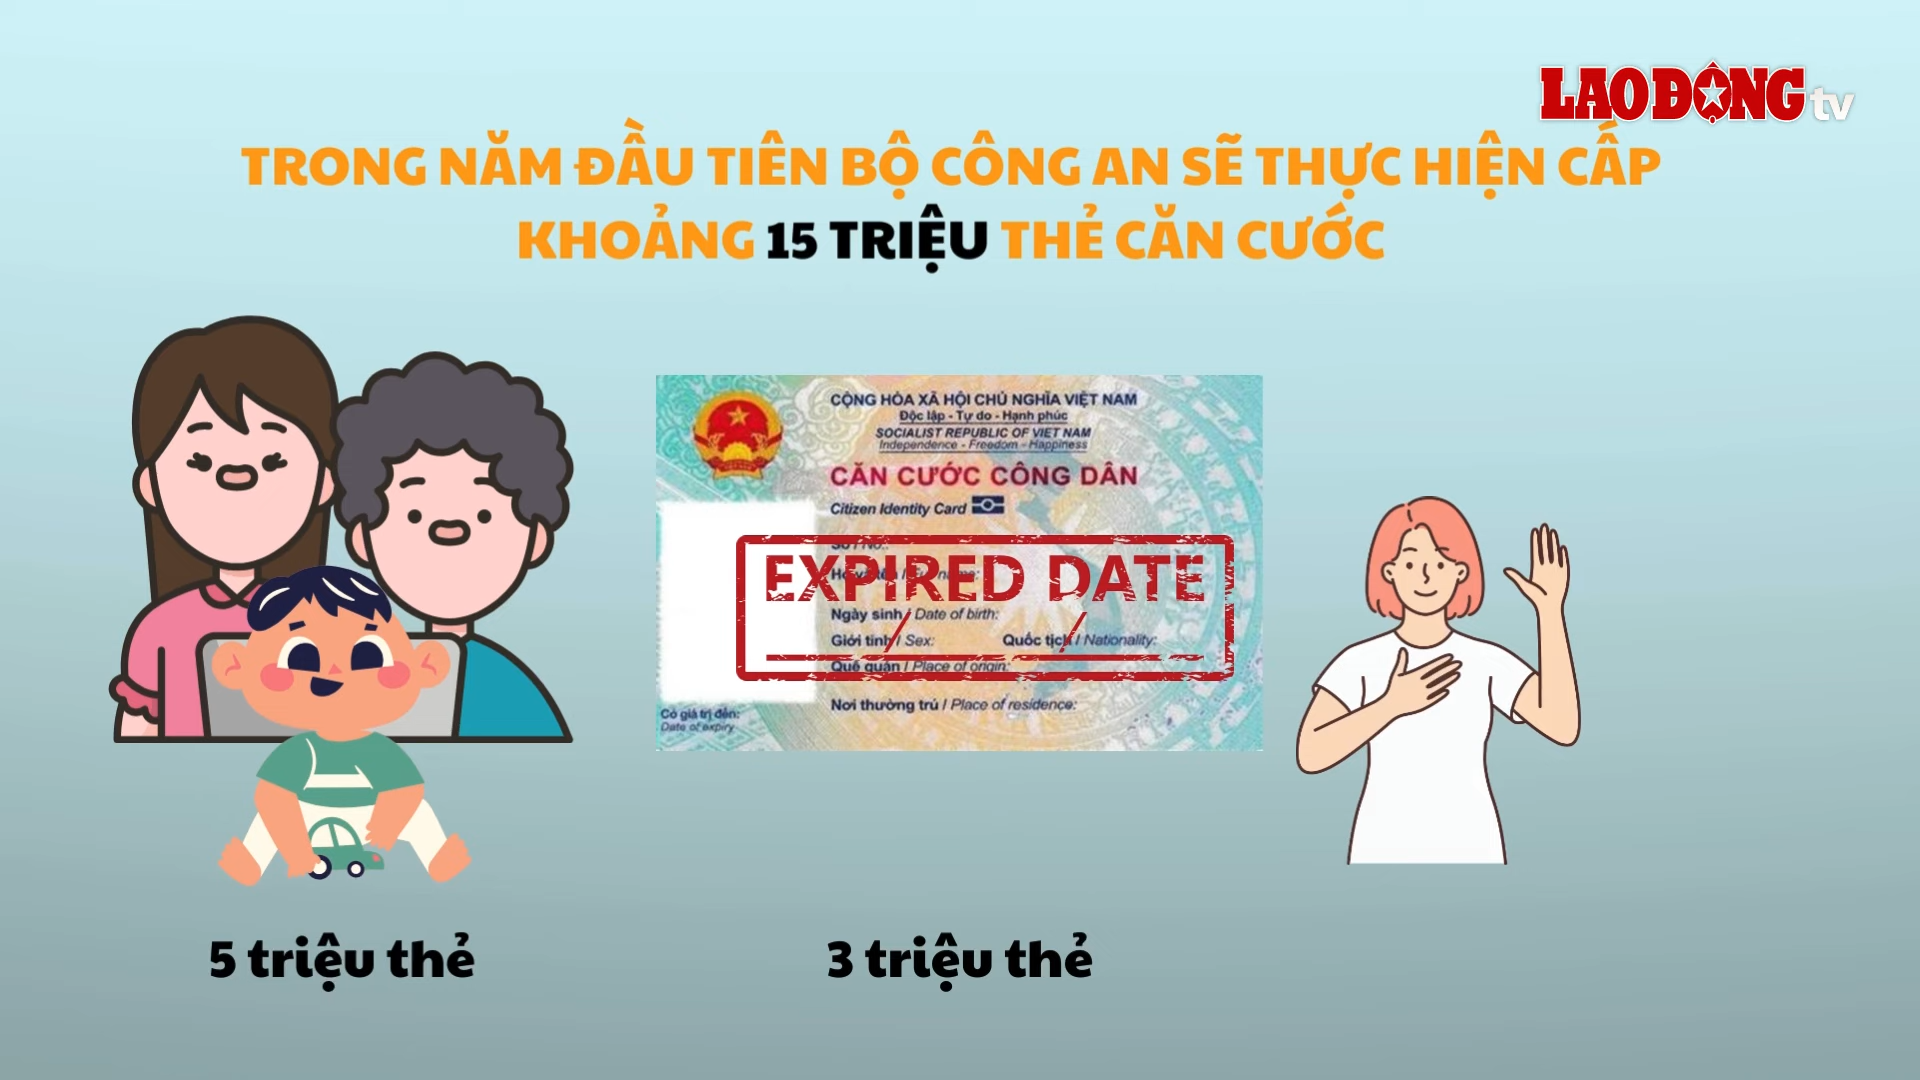 LAO ĐỘNG tv
TRONG NĂM ĐẦU TIÊN BỘ CÔNG AN SẼ THỰC HIỆN CẤP
KHOẢNG 15 TRIỆU THẺ CĂN CƯỚC
CỘNG HÒA XÃ HỘI CHỦ NGHĨA VIỆT NAM
Độc lập - Tự do - Hạnh phúc
SOCIALIST REPUBLIC OF VIET NAM
Independence - Freedom - Happiness
CĂN CƯỚC CÔNG DÂN
Citizen Identity Card
Số / No.:
EXPIRED DATE
Ngày sinh / Date of birth:
Giới tính / Sex: Quốc tịch / Nationality:
Quê quán / Place of origin:
Nơi thường trú / Place of residence:
Có giá trị đến:
Date of expiry
5 triệu thẻ
3 triệu thẻ